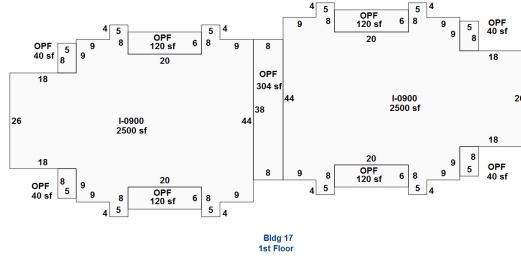 4 5 4 5
4 5 OPF 120 sf 6 5 4
9 8 20 8 9
OPF 40 sf 5 8 9 9 8 OPF 120 sf 6 8 9 8
20
9 9 5 8 OPF 40 sf
18 OPF 304 sf 18
26 I-0900 2500 sf 44 38 44 I-0900 2500 sf
18 18
OPF 40 sf 8 5 9 9 8 20 OPF 120 sf 6 8 9 8
4 5 5 4
9 8 20 OPF 120 sf 6 8 9 9 8 5 OPF 40 sf
4 5 5 4
Bldg 17
1st Floor